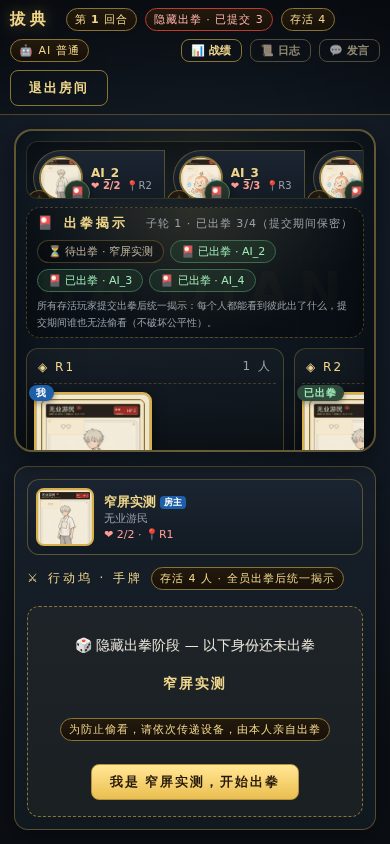 拔典
第 1 回合
隐藏出拳 · 已提交 3
存活 4
🤖 AI 普通
📊 战绩
📜 日志
💬 发言
退出房间
AI_2
❤ 2/2 📍R2
AI_3
❤ 3/3 📍R3
🎴 出拳揭示
子轮 1 · 已出拳 3/4（提交期间保密）
⏳ 待出拳 · 窄屏实测
🎴 已出拳 · AI_2
🎴 已出拳 · AI_3
🎴 已出拳 · AI_4
所有存活玩家提交出拳后统一揭示：每个人都能看到彼此出了什么，提
交期间谁也无法偷看（不破坏公平性）。
◈ R1
1 人
◈ R2
我
已出拳
无业游民
无业游民
窄屏实测 房主
无业游民
❤ 2/2 · 📍R1
⚔ 行动坞 · 手牌
存活 4 人 · 全员出拳后统一揭示
🎲 隐藏出拳阶段 — 以下身份还未出拳
窄屏实测
为防止偷看，请依次传递设备，由本人亲自出拳
我是 窄屏实测，开始出拳